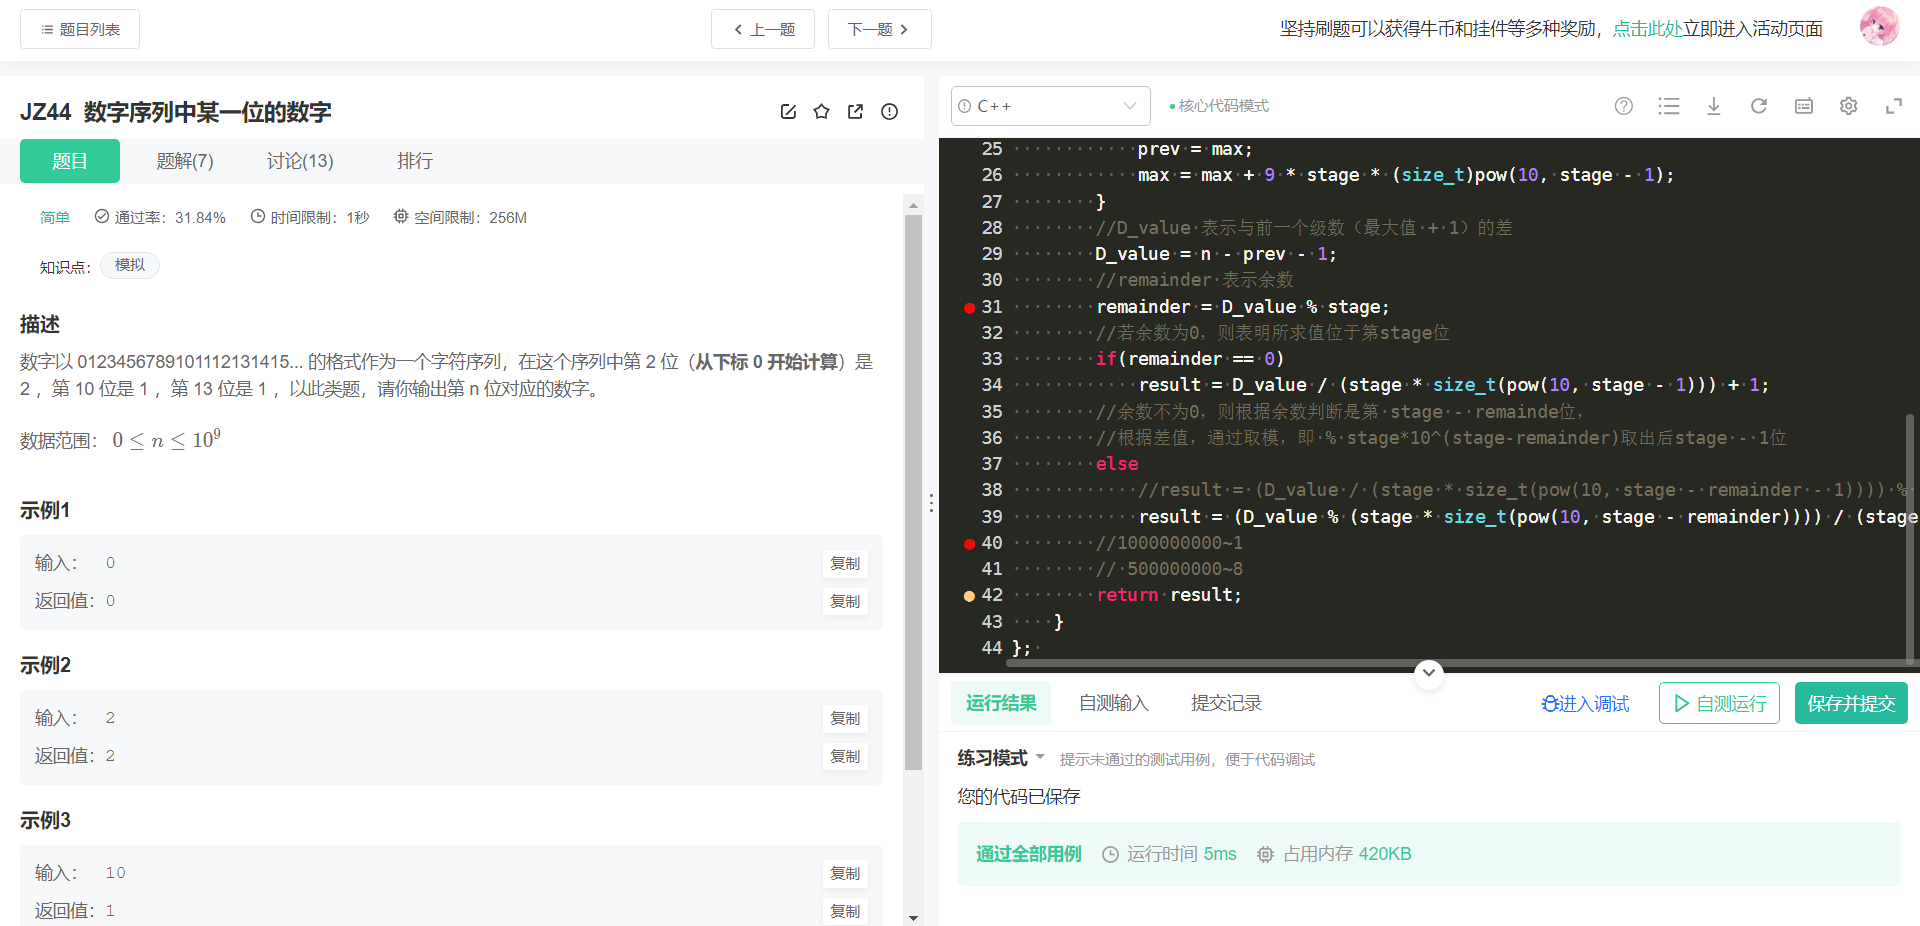 题目列表
上一题
下一题
坚持刷题可以获得牛币和挂件等多种奖励，点击此处立即进入活动页面
JZ44 数字序列中某一位的数字
题目
题解(7)
讨论(13)
排行
简单
通过率：31.84%
时间限制：1秒
空间限制：256M
知识点：
模拟
描述
数字以 0123456789101112131415... 的格式作为一个字符序列，在这个序列中第 2 位（从下标 0 开始计算）是
2 ，第 10 位是 1 ，第 13 位是 1 ，以此类题，请你输出第 n 位对应的数字。
数据范围： 0 ≤ n ≤ 10^9
示例1
输入： 0
复制
返回值：0
复制
示例2
输入： 2
复制
返回值：2
复制
示例3
输入： 10
复制
返回值：1
复制
C++
核心代码模式
25 prev = max;
26 max = max + 9 * stage * (size_t)pow(10, stage - 1);
27 }
28 //D_value 表示与前一个级数（最大值 + 1）的差
29 D_value = n - prev - 1;
30 //remainder 表示余数
31 remainder = D_value % stage;
32 //若余数为0，则表明所求值位于第stage位
33 if(remainder == 0)
34 result = D_value / (stage * size_t(pow(10, stage - 1))) + 1;
35 //余数不为0，则根据余数判断是第 stage - remainde位，
36 //根据差值，通过取模，即 % stage*10^(stage-remainder)取出后stage - 1位
37 else
38 //result = (D_value / (stage * size_t(pow(10, stage - remainder - 1)))) %
39 result = (D_value % (stage * size_t(pow(10, stage - remainder)))) / (stage
40 //1000000000~1
41 // 500000000~8
42 return result;
43 }
44 };
运行结果
自测输入
提交记录
进入调试
自测运行
保存并提交
练习模式
提示未通过的测试用例，便于代码调试
您的代码已保存
通过全部用例
运行时间 5ms
占用内存 420KB